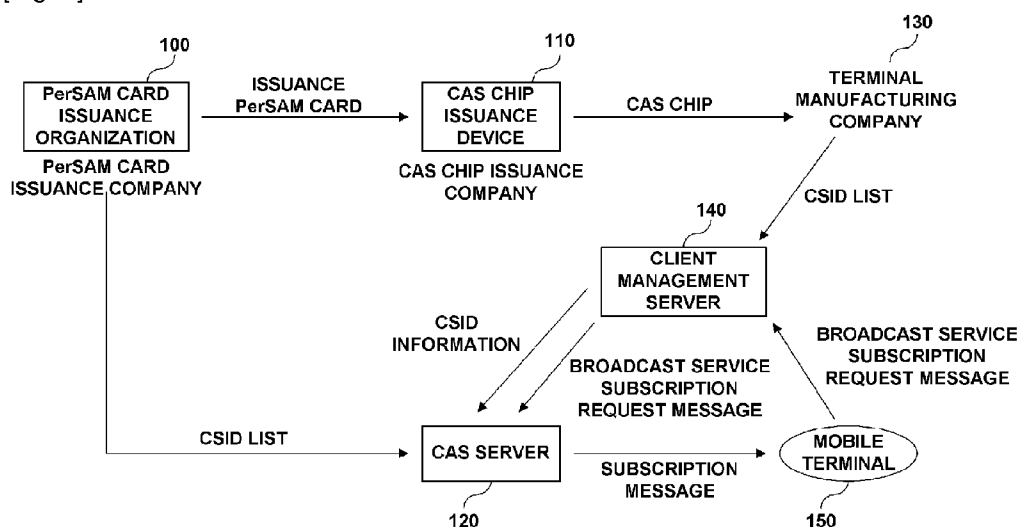 100
PerSAM CARD
ISSUANCE
ORGANIZATION
PerSAM CARD
ISSUANCE COMPANY
ISSUANCE
PerSAM CARD
110
CAS CHIP
ISSUANCE
DEVICE
CAS CHIP ISSUANCE
COMPANY
CAS CHIP
130
TERMINAL
MANUFACTURING
COMPANY
CSID LIST
140
CLIENT
MANAGEMENT
SERVER
CSID
INFORMATION
BROADCAST SERVICE
SUBSCRIPTION
REQUEST MESSAGE
BROADCAST SERVICE
SUBSCRIPTION
REQUEST MESSAGE
CSID LIST
CAS SERVER
120
SUBSCRIPTION
MESSAGE
MOBILE
TERMINAL
150